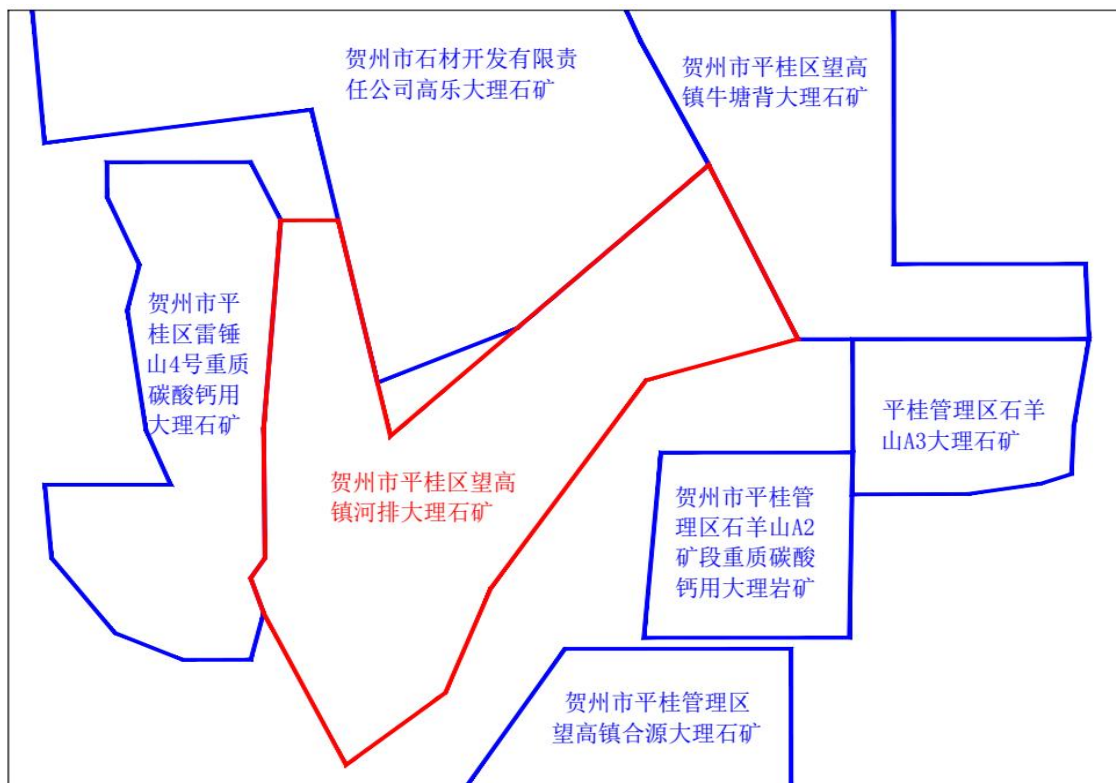 贺州市石材开发有限责
任公司高乐大理石矿
贺州市平桂区望高
镇牛塘背大理石矿
贺州市平
桂区雷锤
山4号重质
碳酸钙用
大理石矿
平桂管理区石羊
山A3大理石矿
贺州市平桂区望高
镇河排大理石矿
贺州市平桂管
理区石羊山A2
矿段重质碳酸
钙用大理岩矿
贺州市平桂管理区
望高镇合源大理石矿